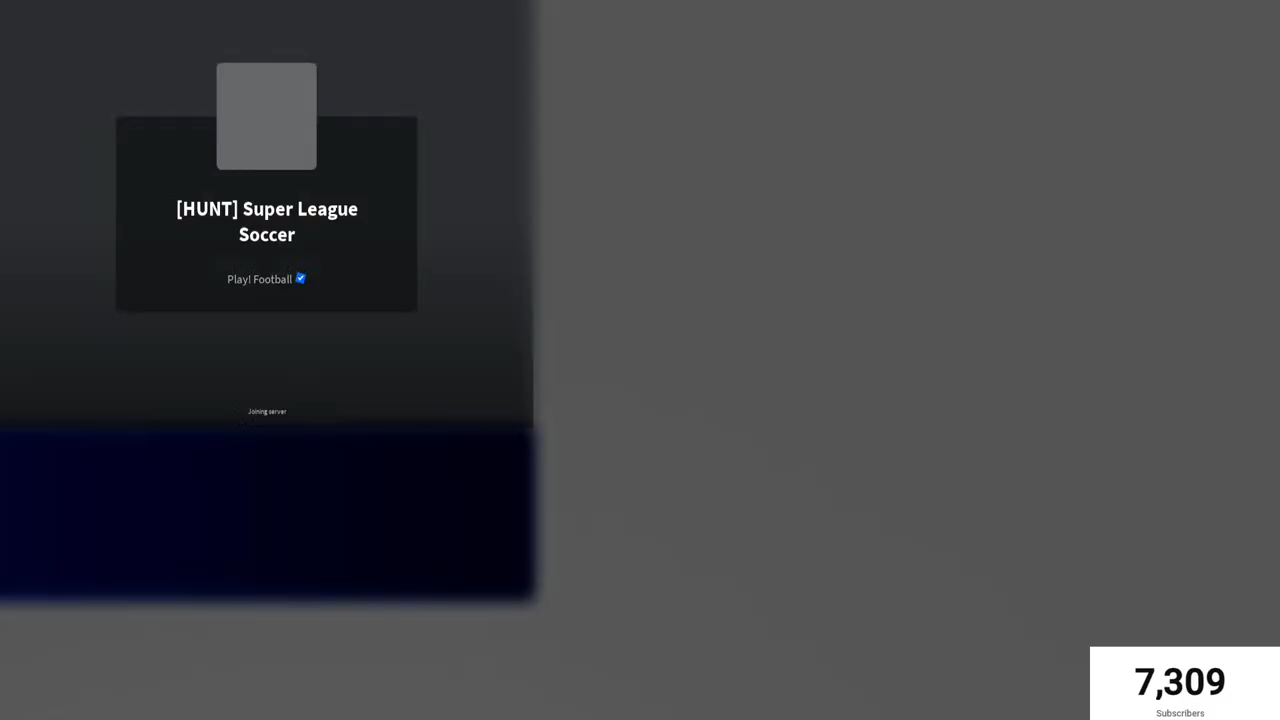 [HUNT] Super League
Soccer
Play! Football
Joining server
7,309
Subscribers